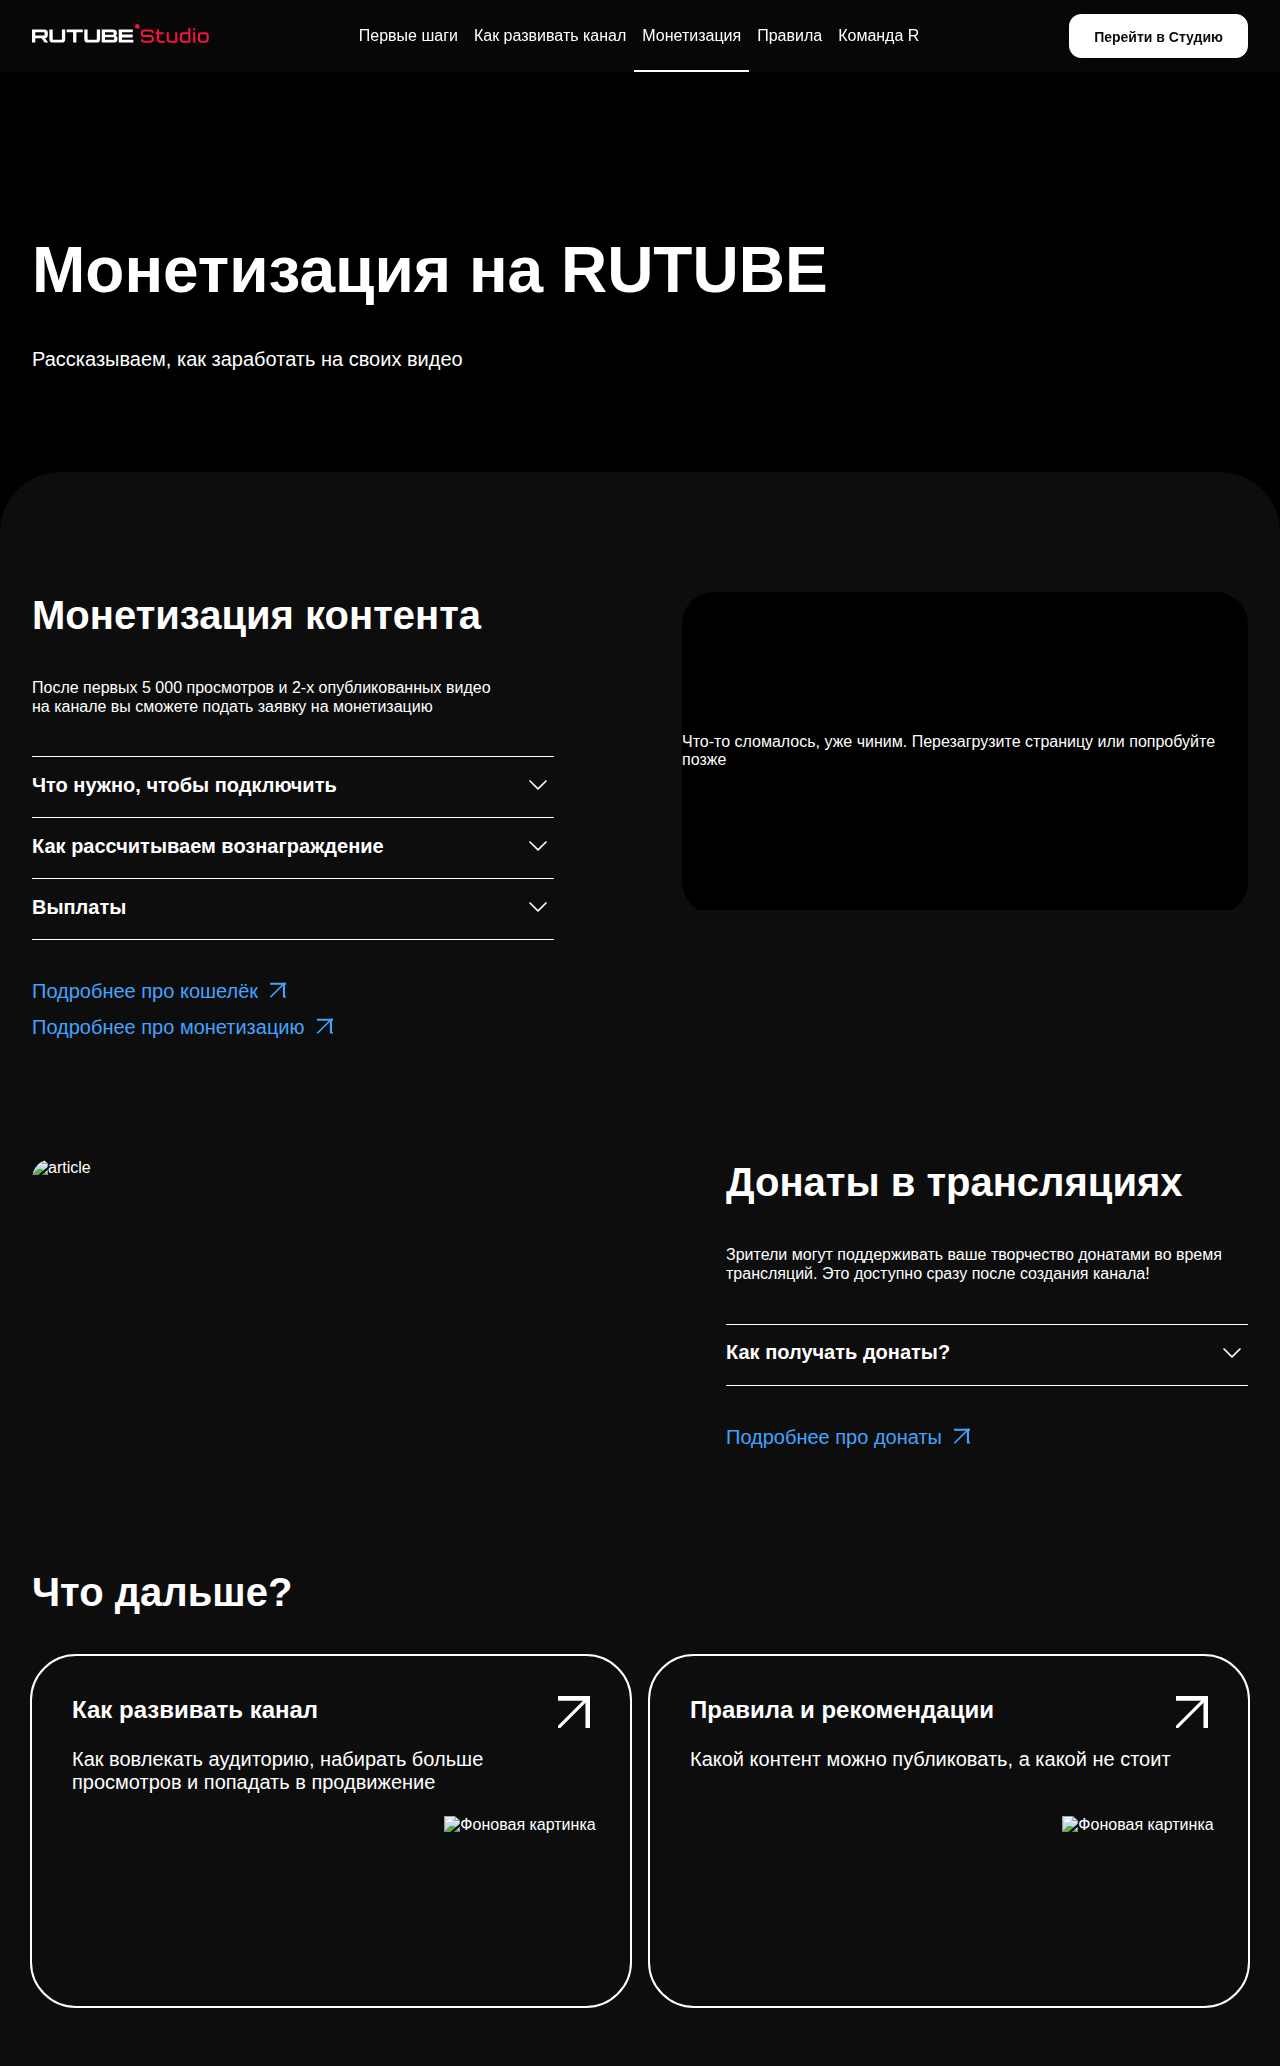 RUTUBE Studio
Первые шаги
Как развивать канал
Монетизация
Правила
Команда R
Перейти в Студию
Монетизация на RUTUBE
Рассказываем, как заработать на своих видео
Монетизация контента
После первых 5 000 просмотров и 2-х опубликованных видео
на канале вы сможете подать заявку на монетизацию
Что нужно, чтобы подключить
Как рассчитываем вознаграждение
Выплаты
Подробнее про кошелёк
Подробнее про монетизацию
Что-то сломалось, уже чиним. Перезагрузите страницу или попробуйте
позже
article
Донаты в трансляциях
Зрители могут поддерживать ваше творчество донатами во время
трансляций. Это доступно сразу после создания канала!
Как получать донаты?
Подробнее про донаты
Что дальше?
Как развивать канал
Как вовлекать аудиторию, набирать больше
просмотров и попадать в продвижение
Фоновая картинка
Правила и рекомендации
Какой контент можно публиковать, а какой не стоит
Фоновая картинка